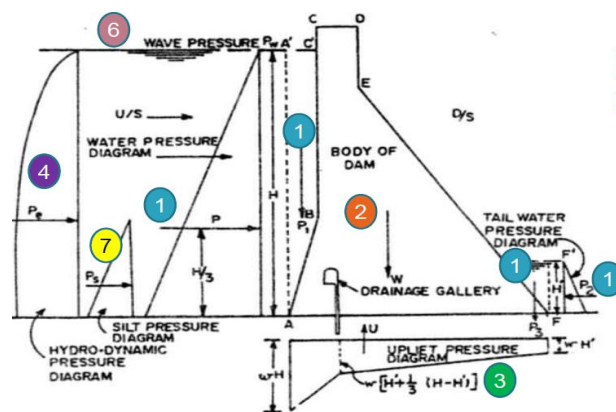 6
C D
WAVE PRESSURE Pw A' C'
E
U/S
D/S
WATER PRESSURE
DIAGRAM
1
BODY OF
DAM
4
H
1
B
P1
2
TAIL WATER
PRESSURE
DIAGRAM
F'
Pe
7
P
1
H'
P2
1
Ps
H/3
W
DRAINAGE GALLERY
A
U
P3
F
SILT PRESSURE
DIAGRAM
HYDRO-DYNAMIC
PRESSURE
DIAGRAM
ωH
UPLIFT PRESSURE
DIAGRAM
w H'
w[H'+1/3 (H-H')]
3